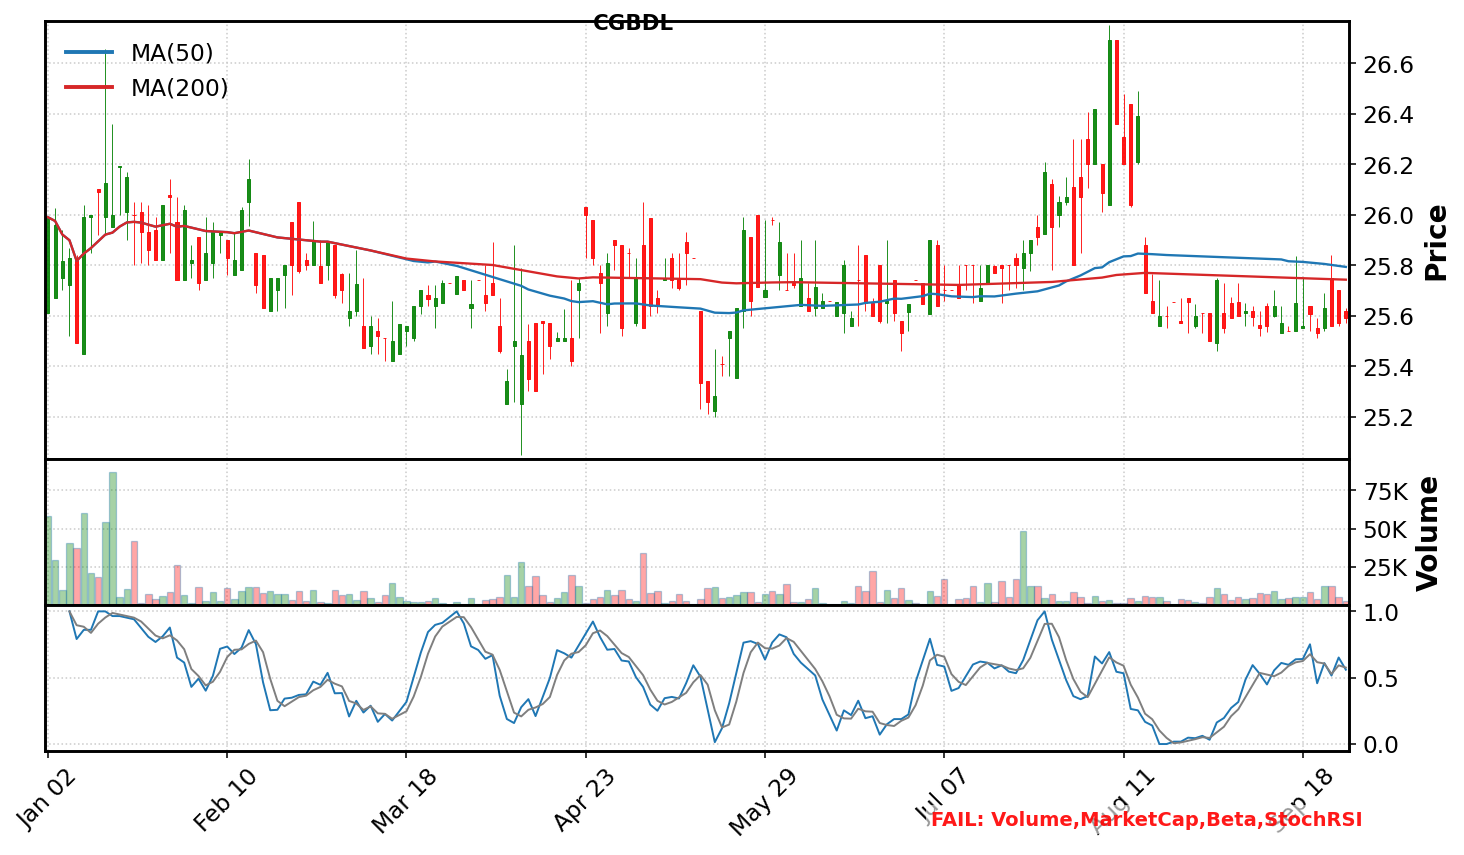 CGBDL
MA(50)
MA(200)
26.6
26.4
26.2
26.0
25.8
25.6
25.4
25.2
Price
75K
50K
25K
Volume
1.0
0.5
0.0
Jan 02
Feb 10
Mar 18
Apr 23
May 29
Jul 07
Aug 11
Sep 18
FAIL: Volume,MarketCap,Beta,StochRSI